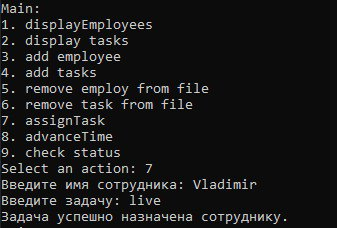 Main:
1. displayEmployees
2. display tasks
3. add employee
4. add tasks
5. remove employ from file
6. remove task from file
7. assignTask
8. advanceTime
9. check status
Select an action: 7
Введите имя сотрудника: Vladimir
Введите задачу: live
Задача успешно назначена сотруднику.